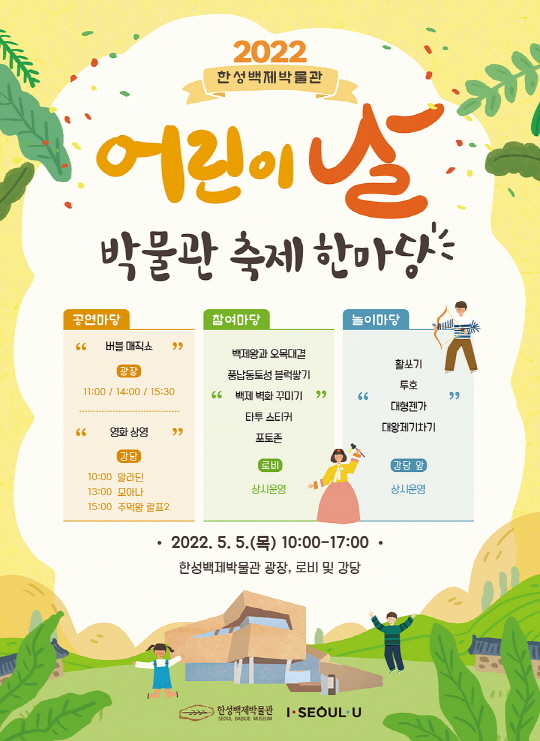 2022
한성백제박물관
어린이 날
박물관 축제 한마당
공연마당
“ 버블 매직쇼 ”
광장
11:00 / 14:00 / 15:30
“ 영화 상영 ”
강당
10:00 알라딘
13:00 모아나
15:00 주먹왕 랄프2
참여마당
백제왕과 오목대결
풍납동토성 블럭쌓기
“ 백제 벽화 꾸미기 ”
타투 스티커
포토존
로비
상시운영
놀이마당
활쏘기
투호
“ 대형젠가 ”
대왕제기차기
강당 앞
상시운영
• 2022. 5. 5.(목) 10:00-17:00 •
한성백제박물관 광장, 로비 및 강당
한성백제박물관
SEOUL BAEKJE MUSEUM
I·SEOUL·U